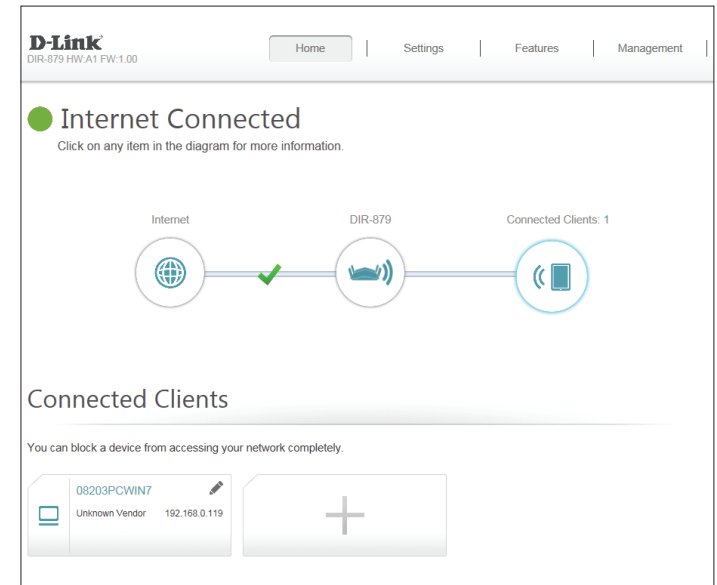 D-Link
DIR-879 HW:A1 FW:1.00
Home Settings Features Management
Internet Connected
Click on any item in the diagram for more information.
Internet DIR-879 Connected Clients: 1
Connected Clients
You can block a device from accessing your network completely.
08203PCWIN7
Unknown Vendor 192.168.0.119